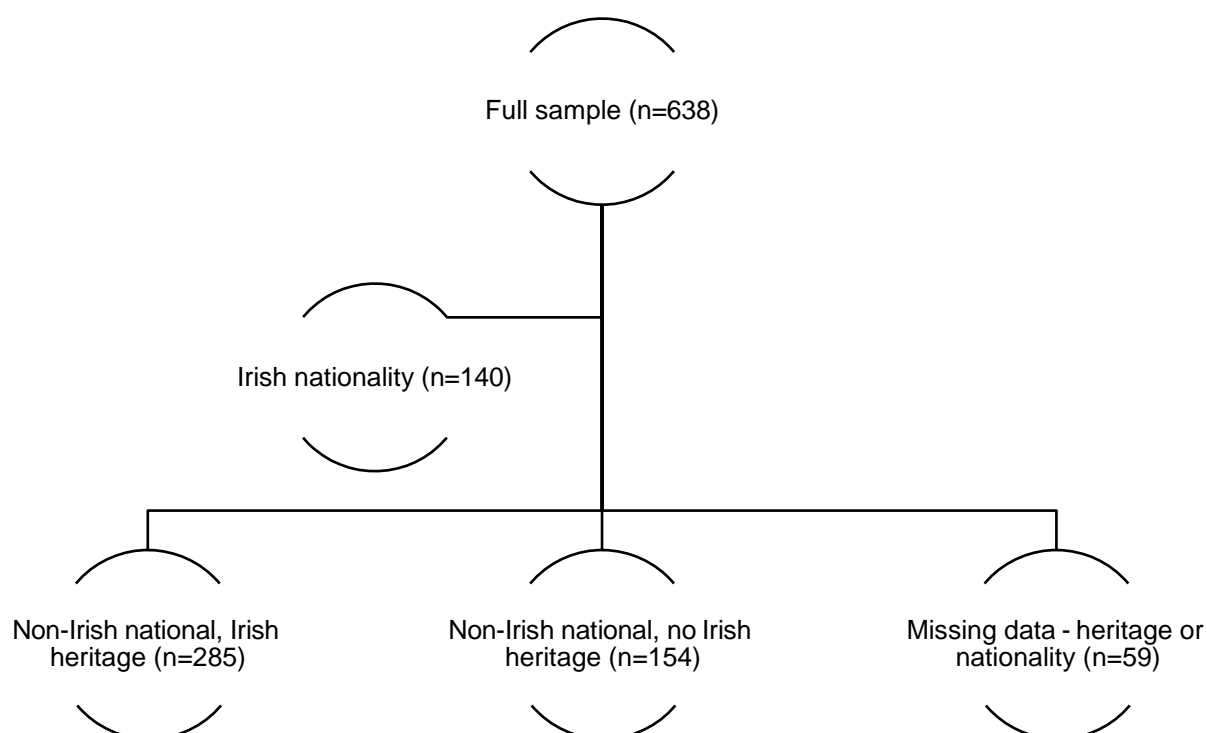 Full sample (n=638)
Irish nationality (n=140)
Non-Irish national, Irish
heritage (n=285)
Non-Irish national, no Irish
heritage (n=154)
Missing data - heritage or
nationality (n=59)